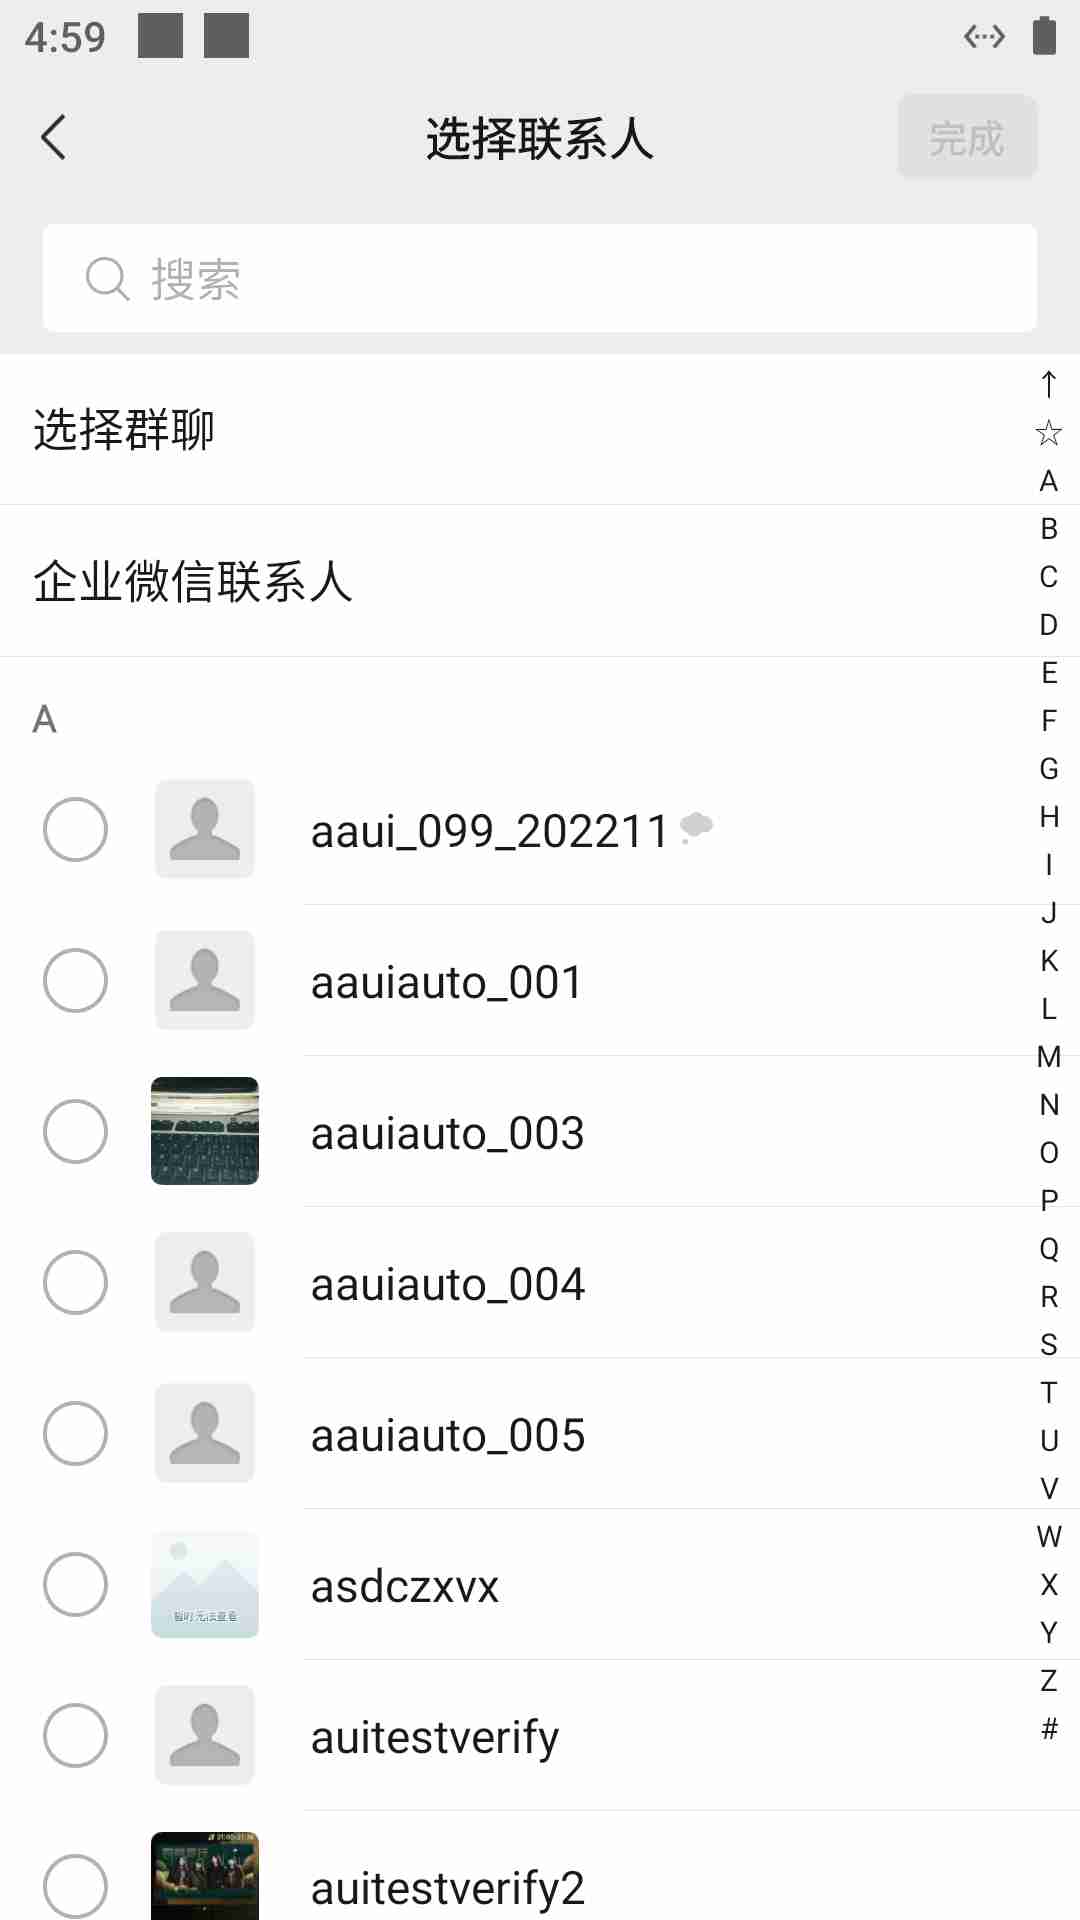 4:59
选择联系人
完成
搜索
选择群聊
企业微信联系人
A
aaui_099_202211
aauiauto_001
aauiauto_003
aauiauto_004
aauiauto_005
asdczxvx
暂时无法查看
auitestverify
auitestverify2
↑
☆
A
B
C
D
E
F
G
H
I
J
K
L
M
N
O
P
Q
R
S
T
U
V
W
X
Y
Z
#